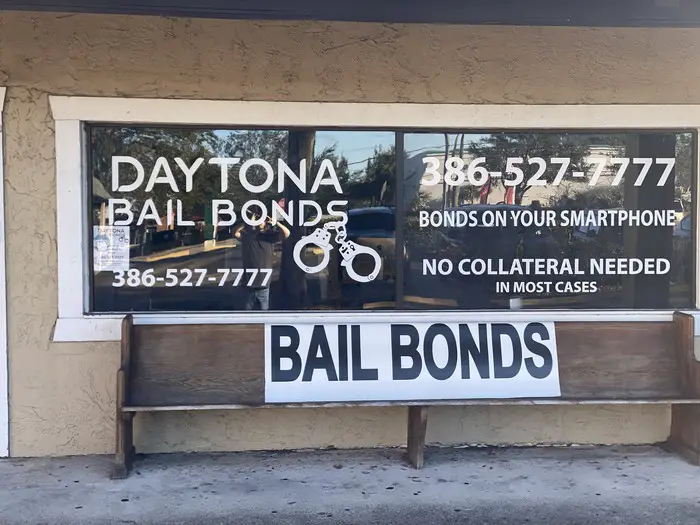 DAYTONA
BAIL BONDS
386-527-7777
386-527-7777
BONDS ON YOUR SMARTPHONE
NO COLLATERAL NEEDED
IN MOST CASES
DAYTONA
BAIL BONDS